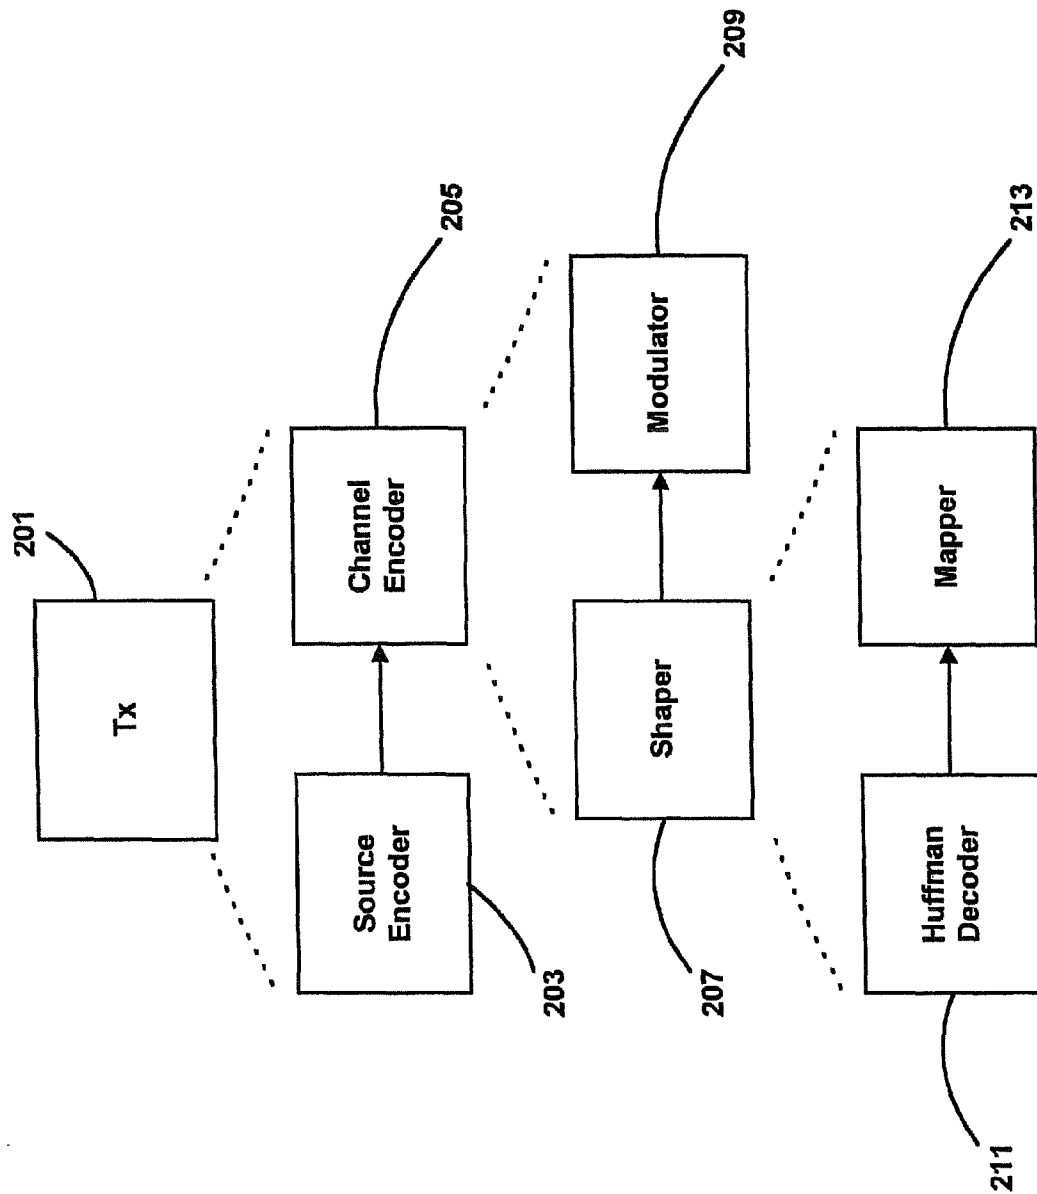 201
Tx
Source
Encoder
203
Channel
Encoder
205
Shaper
207
Modulator
209
Huffman
Decoder
211
Mapper
213